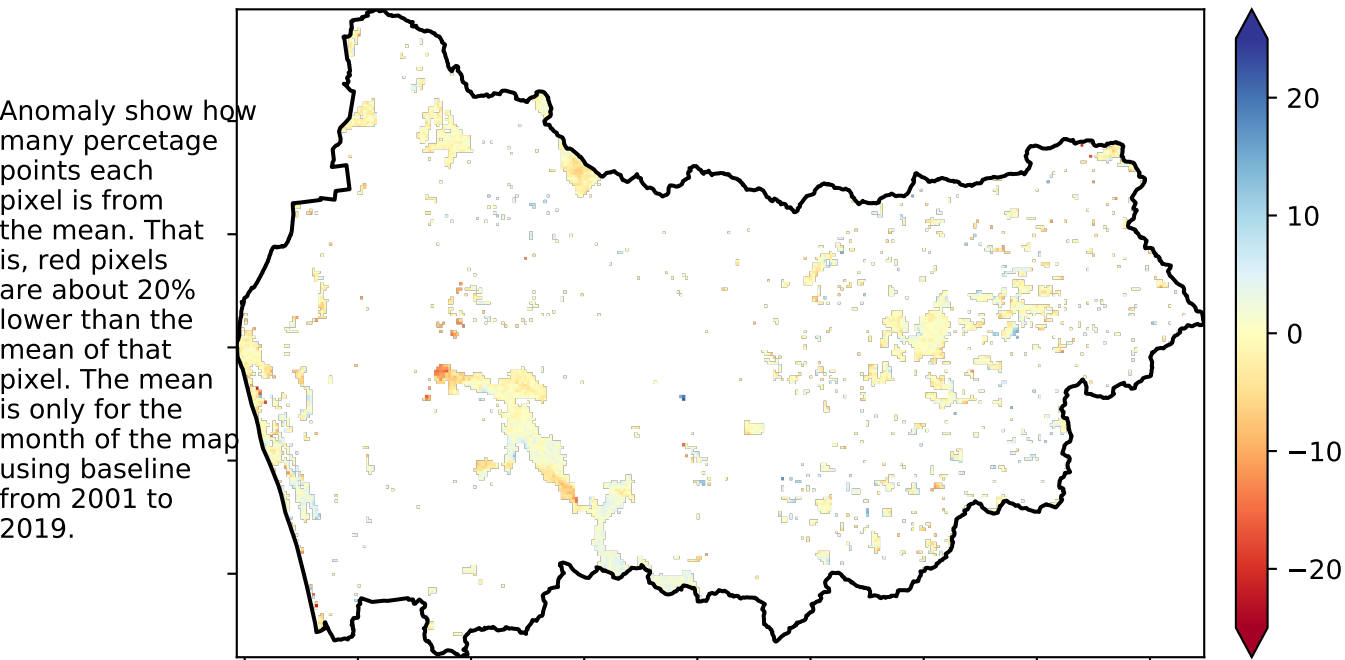 Anomaly show how
many percetage
points each
pixel is from
the mean. That
is, red pixels
are about 20%
lower than the
mean of that
pixel. The mean
is only for the
month of the map
using baseline
from 2001 to
2019.
20
10
0
−10
−20